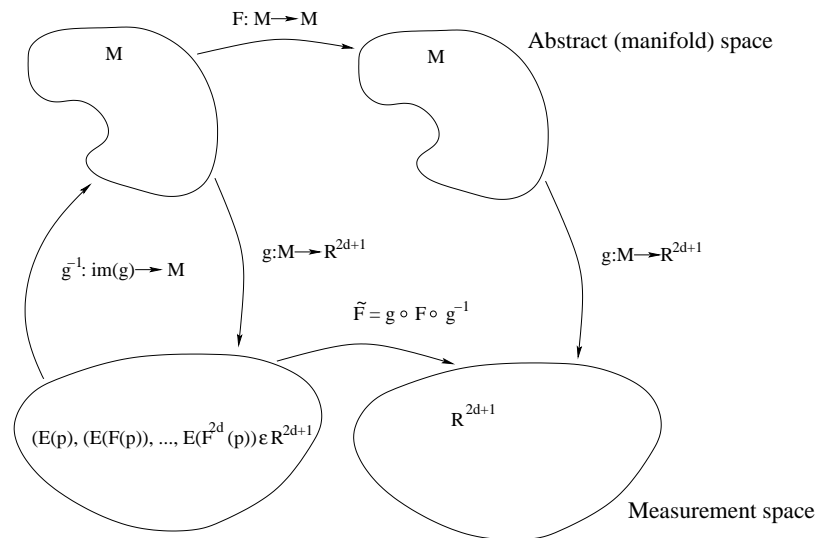 F: M→M
Abstract (manifold) space
M
M
g⁻¹: im(g)→ M
g:M→R^{2d+1}
g:M→R^{2d+1}
F̃ = g ∘ F ∘ g⁻¹
(E(p), (E(F(p)), ..., E(F^{2d}(p)) ε R^{2d+1}
R^{2d+1}
Measurement space